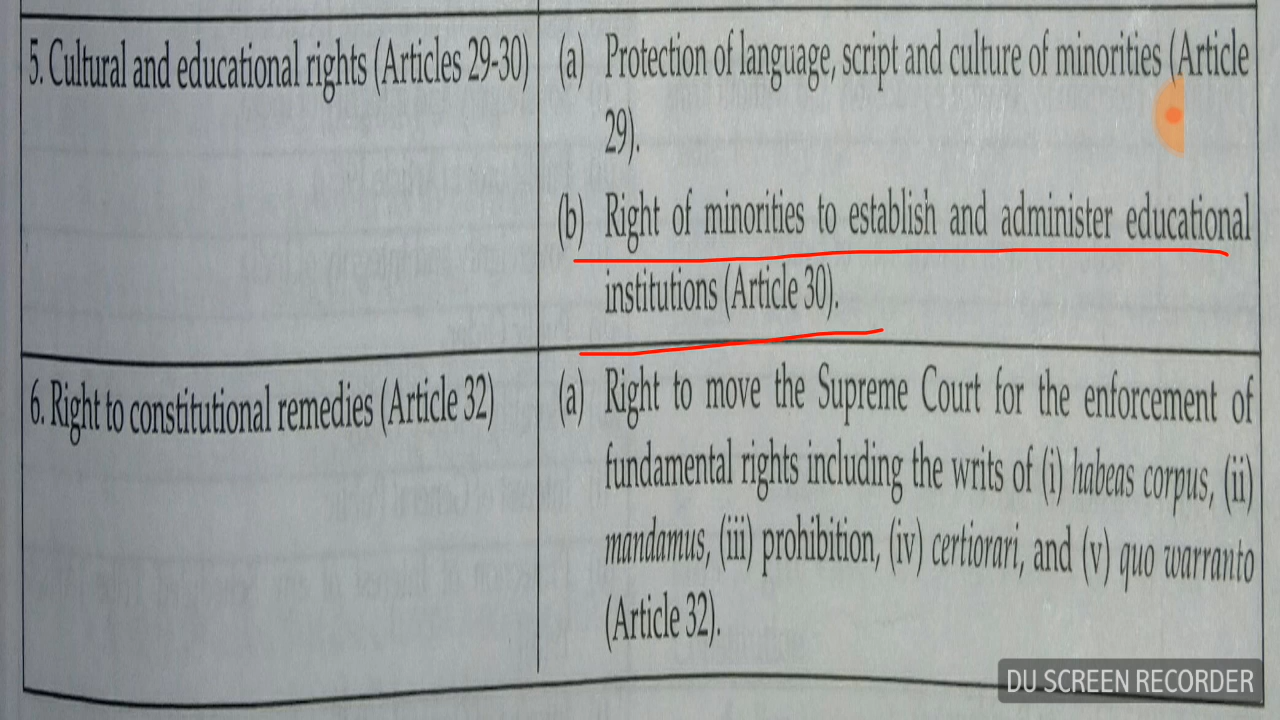 5. Cultural and educational rights (Articles 29-30)
(a) Protection of language, script and culture of minorities (Article
29).
(b) Right of minorities to establish and administer educational
institutions (Article 30).
6. Right to constitutional remedies (Article 32)
(a) Right to move the Supreme Court for the enforcement of
fundamental rights including the writs of (i) habeas corpus, (ii)
mandamus, (iii) prohibition, (iv) certiorari, and (v) quo warranto
(Article 32).
DU SCREEN RECORDER